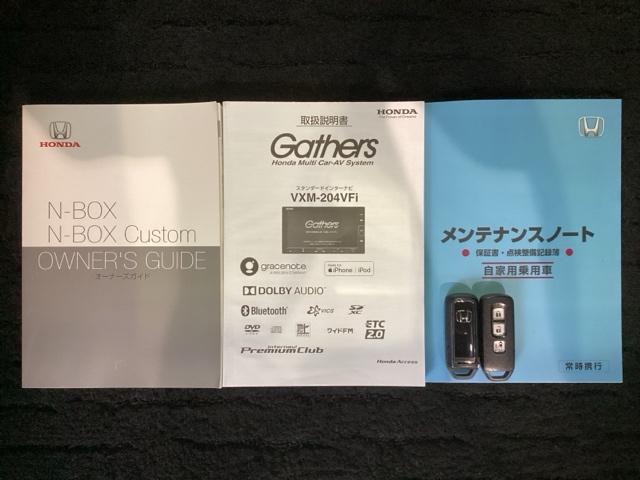 HONDA
N-BOX
N-BOX Custom
OWNER'S GUIDE
オーナーズガイド
取扱説明書
HONDA
The Power of Dreams
Gathers
Honda Multi Car-AV System
スタンダードインターナビ
VXM-204VFi
Gathers
gracenote.
iPhone | iPod
DOLBY AUDIO
Bluetooth
VICS
SD XC
DVD
ワイドFM
ETC 2.0
internavi
PremiumClub
Honda Access
メンテナンスノート
保証書・点検整備記録簿
自家用乗用車
常時携行